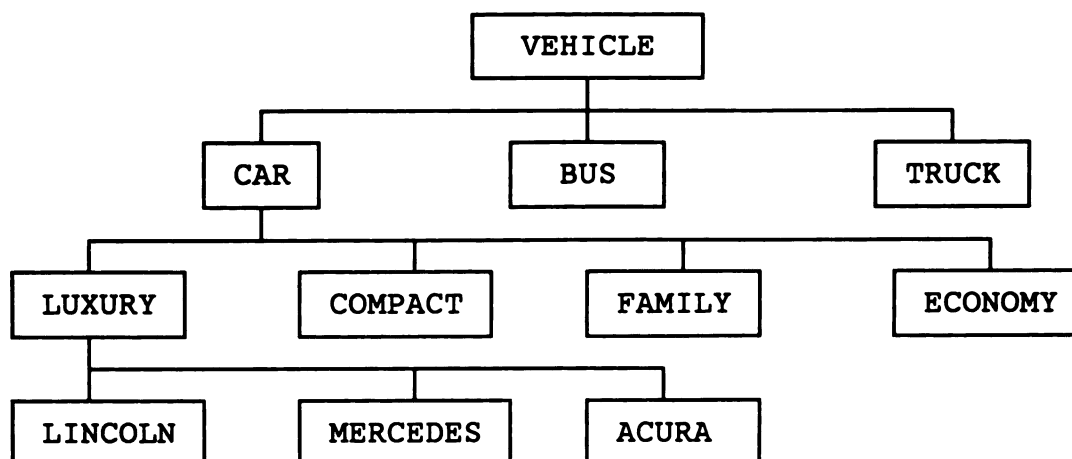 VEHICLE
CAR BUS TRUCK
LUXURY COMPACT FAMILY ECONOMY
LINCOLN MERCEDES ACURA